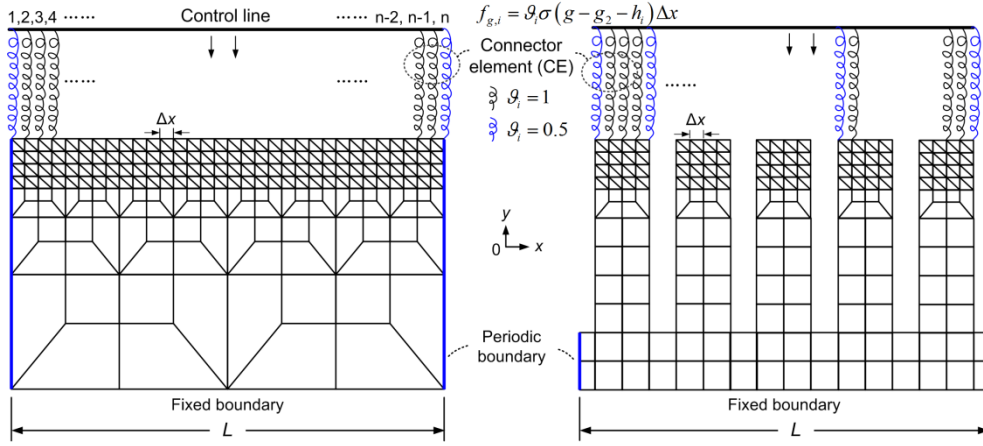 1,2,3,4 ...... Control line ...... n-2, n-1, n
f_{g,i} = ϑ_i σ(g − g_2 − h_i)Δx
Connector
element (CE)
...... ...... ......
ϑ_i = 1
ϑ_i = 0.5
Δx Δx
y
0 x
Periodic
boundary
Fixed boundary Fixed boundary
L L